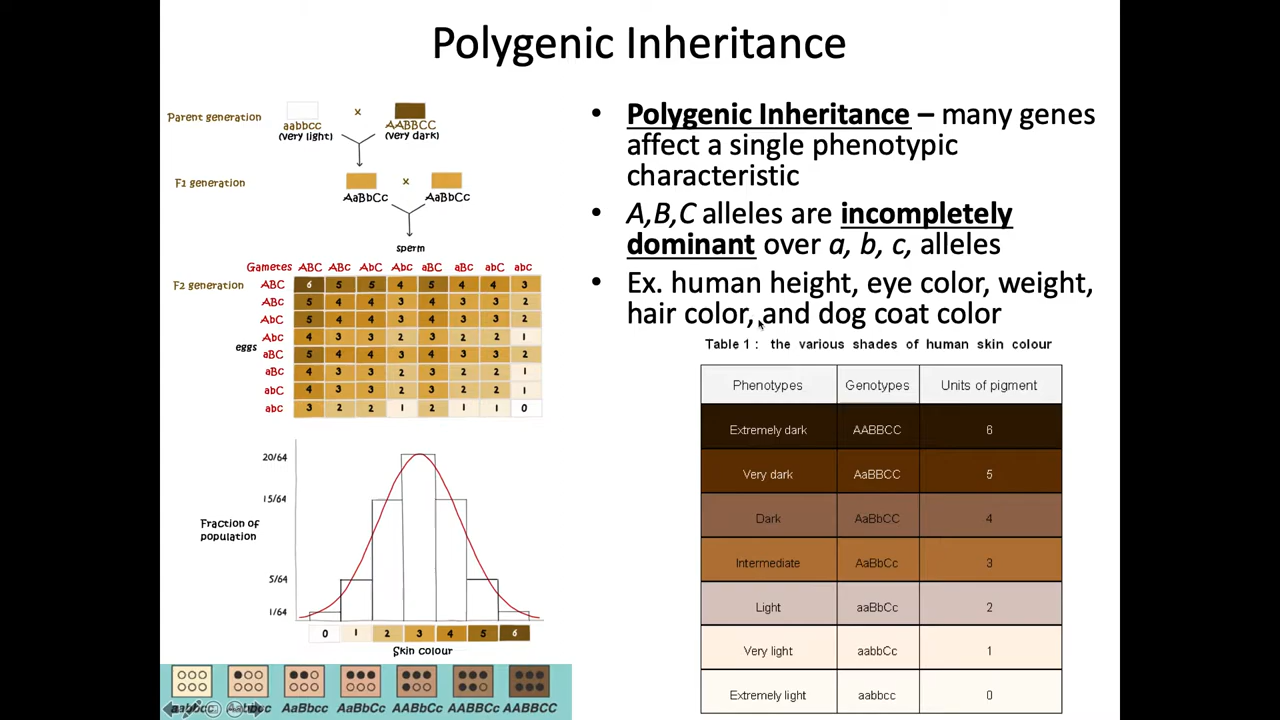 Polygenic Inheritance
Parent generation
x
aabbcc
(very light)
AABBCC
(very dark)
F1 generation
x
AaBbCc
AaBbCc
sperm
Gametes ABC ABc AbC Abc aBC aBc abC abc
F2 generation
ABC 6 5 5 4 5 4 4 3
ABc 5 4 4 3 4 3 3 2
AbC 5 4 4 3 4 3 3 2
Abc 4 3 3 2 3 2 2 1
eggs
aBC 5 4 4 3 4 3 3 2
aBc 4 3 3 2 3 2 2 1
abC 4 3 3 2 3 2 2 1
abc 3 2 2 1 2 1 1 0
20/64
15/64
Fraction of
population
5/64
1/64
0 1 2 3 4 5 6
Skin colour
aabbcc Aabbcc AaBbcc AaBbCc AABbCc AABBCc AABBCC
• Polygenic Inheritance – many genes
affect a single phenotypic
characteristic
• A,B,C alleles are incompletely
dominant over a, b, c, alleles
• Ex. human height, eye color, weight,
hair color, and dog coat color
Table 1 : the various shades of human skin colour
Phenotypes Genotypes Units of pigment
Extremely dark AABBCC 6
Very dark AaBBCC 5
Dark AaBbCC 4
Intermediate AaBbCc 3
Light aaBbCc 2
Very light aabbCc 1
Extremely light aabbcc 0